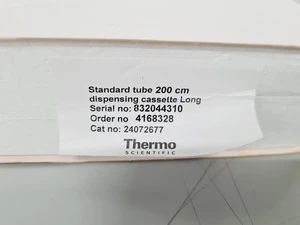 Standard tube 200 cm
dispensing cassette Long
Serial no: 832044310
Order no 4168328
Cat no: 24072677
Thermo
SCIENTIFIC